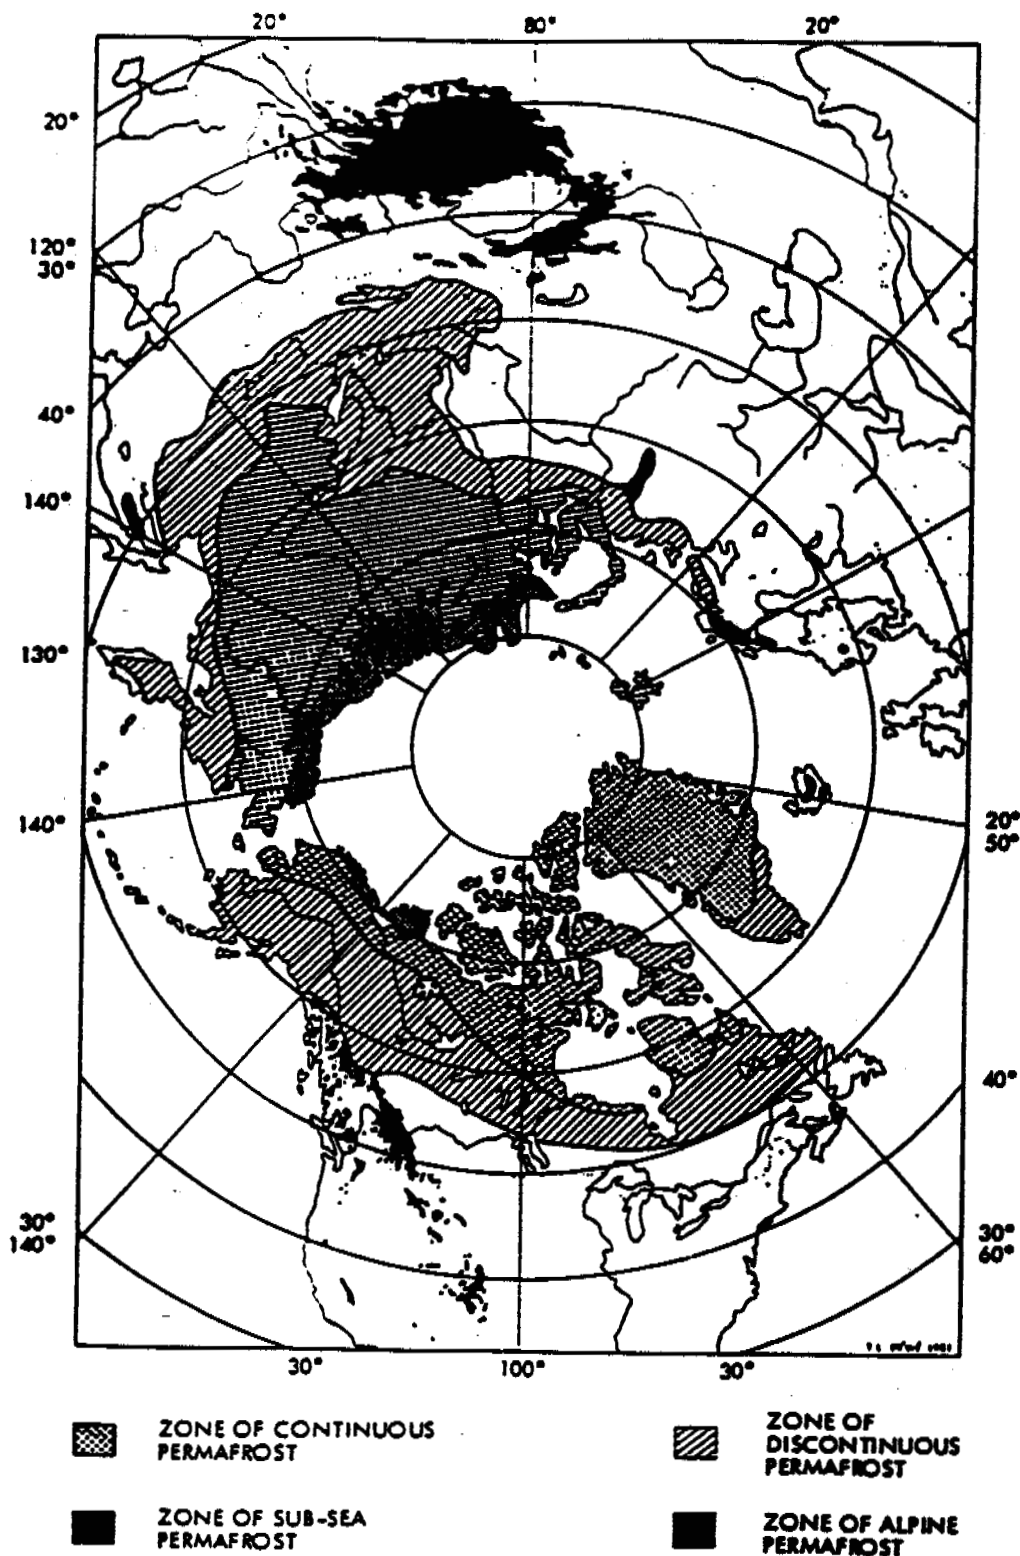 20° 80° 20°
20°
120°
30°
40°
140°
130°
140°
20°
50°
40°
30°
140°
30°
60°
30° 100° 30°
ZONE OF CONTINUOUS
PERMAFROST
ZONE OF
DISCONTINUOUS
PERMAFROST
ZONE OF SUB-SEA
PERMAFROST
ZONE OF ALPINE
PERMAFROST